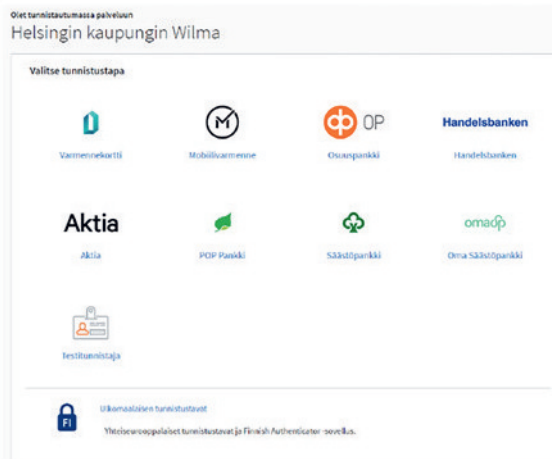 Olet tunnistautumassa palveluun
Helsingin kaupungin Wilma
Valitse tunnistustapa
OP
Handelsbanken
Varmennekortti
Mobiilivarmenne
Osuuspankki
Handelsbanken
Aktia
omasp
Aktia
POP Pankki
Säästöpankki
Oma Säästöpankki
Testitunnistaja
FI
Ulkomaalaisen tunnistustavat
Yhteiseurooppalaiset tunnistustavat ja Finnish Authenticator -sovellus.